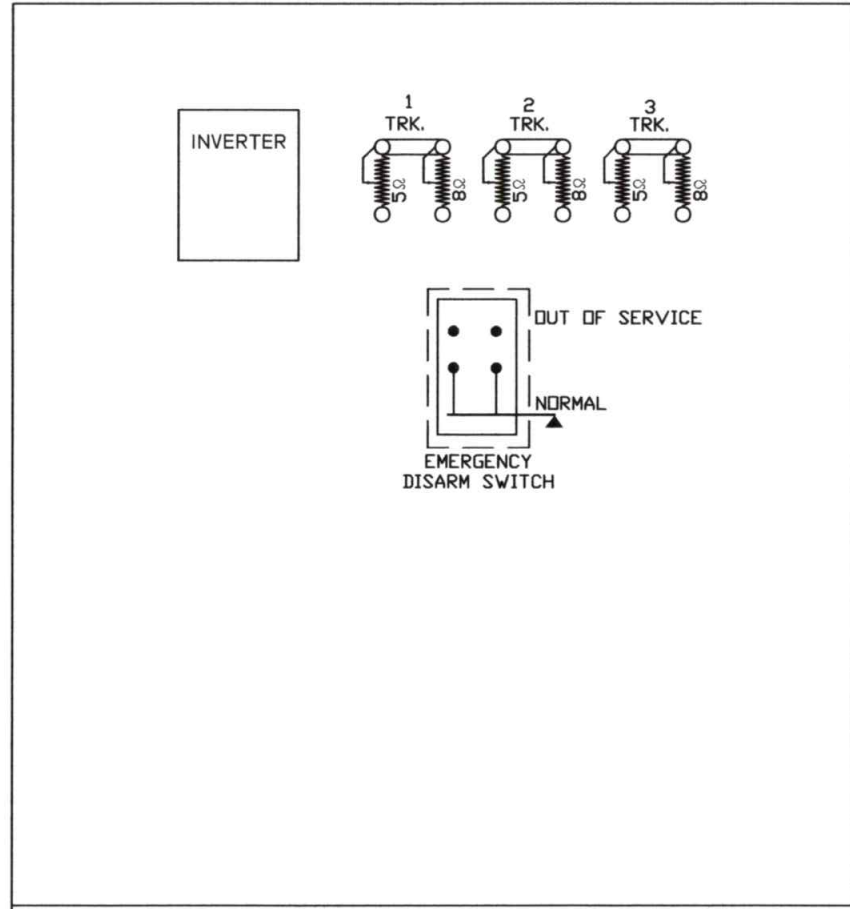 INVERTER
1
TRK.
2
TRK.
3
TRK.
5Ω
8Ω
5Ω
8Ω
5Ω
8Ω
OUT OF SERVICE
NORMAL
EMERGENCY
DISARM SWITCH